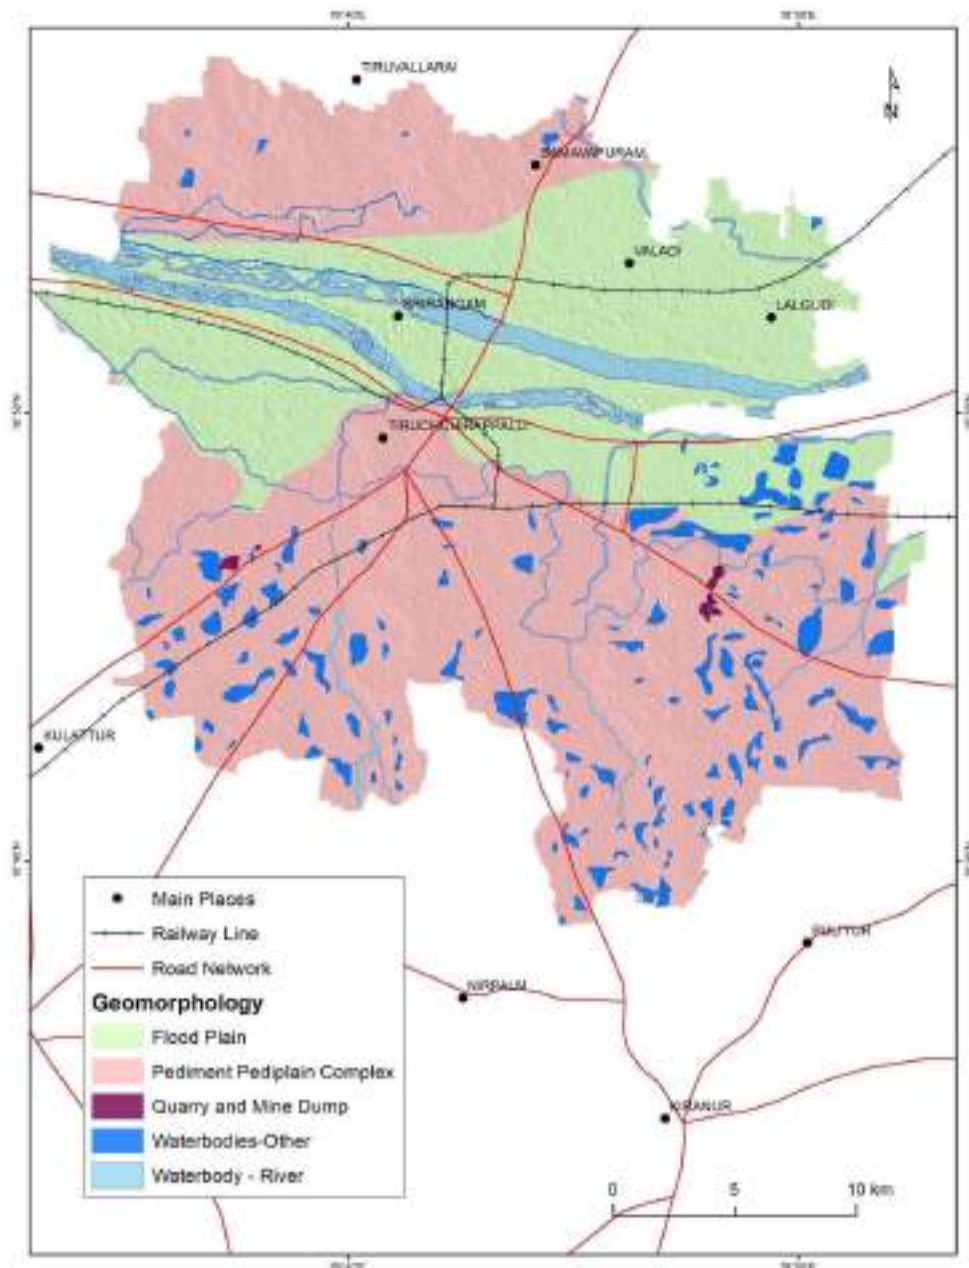 TIRUVALLARAI
SAMAYAPURAM
N
VALADI
SRIRANGAM
LALGUDI
TIRUCHCHIRAPPALLI
KULATTUR
Main Places
Railway Line
Road Network
Geomorphology
Flood Plain
Pediment Pediplain Complex
Quarry and Mine Dump
Waterbodies-Other
Waterbody - River
KIRANUR
0 5 10 km